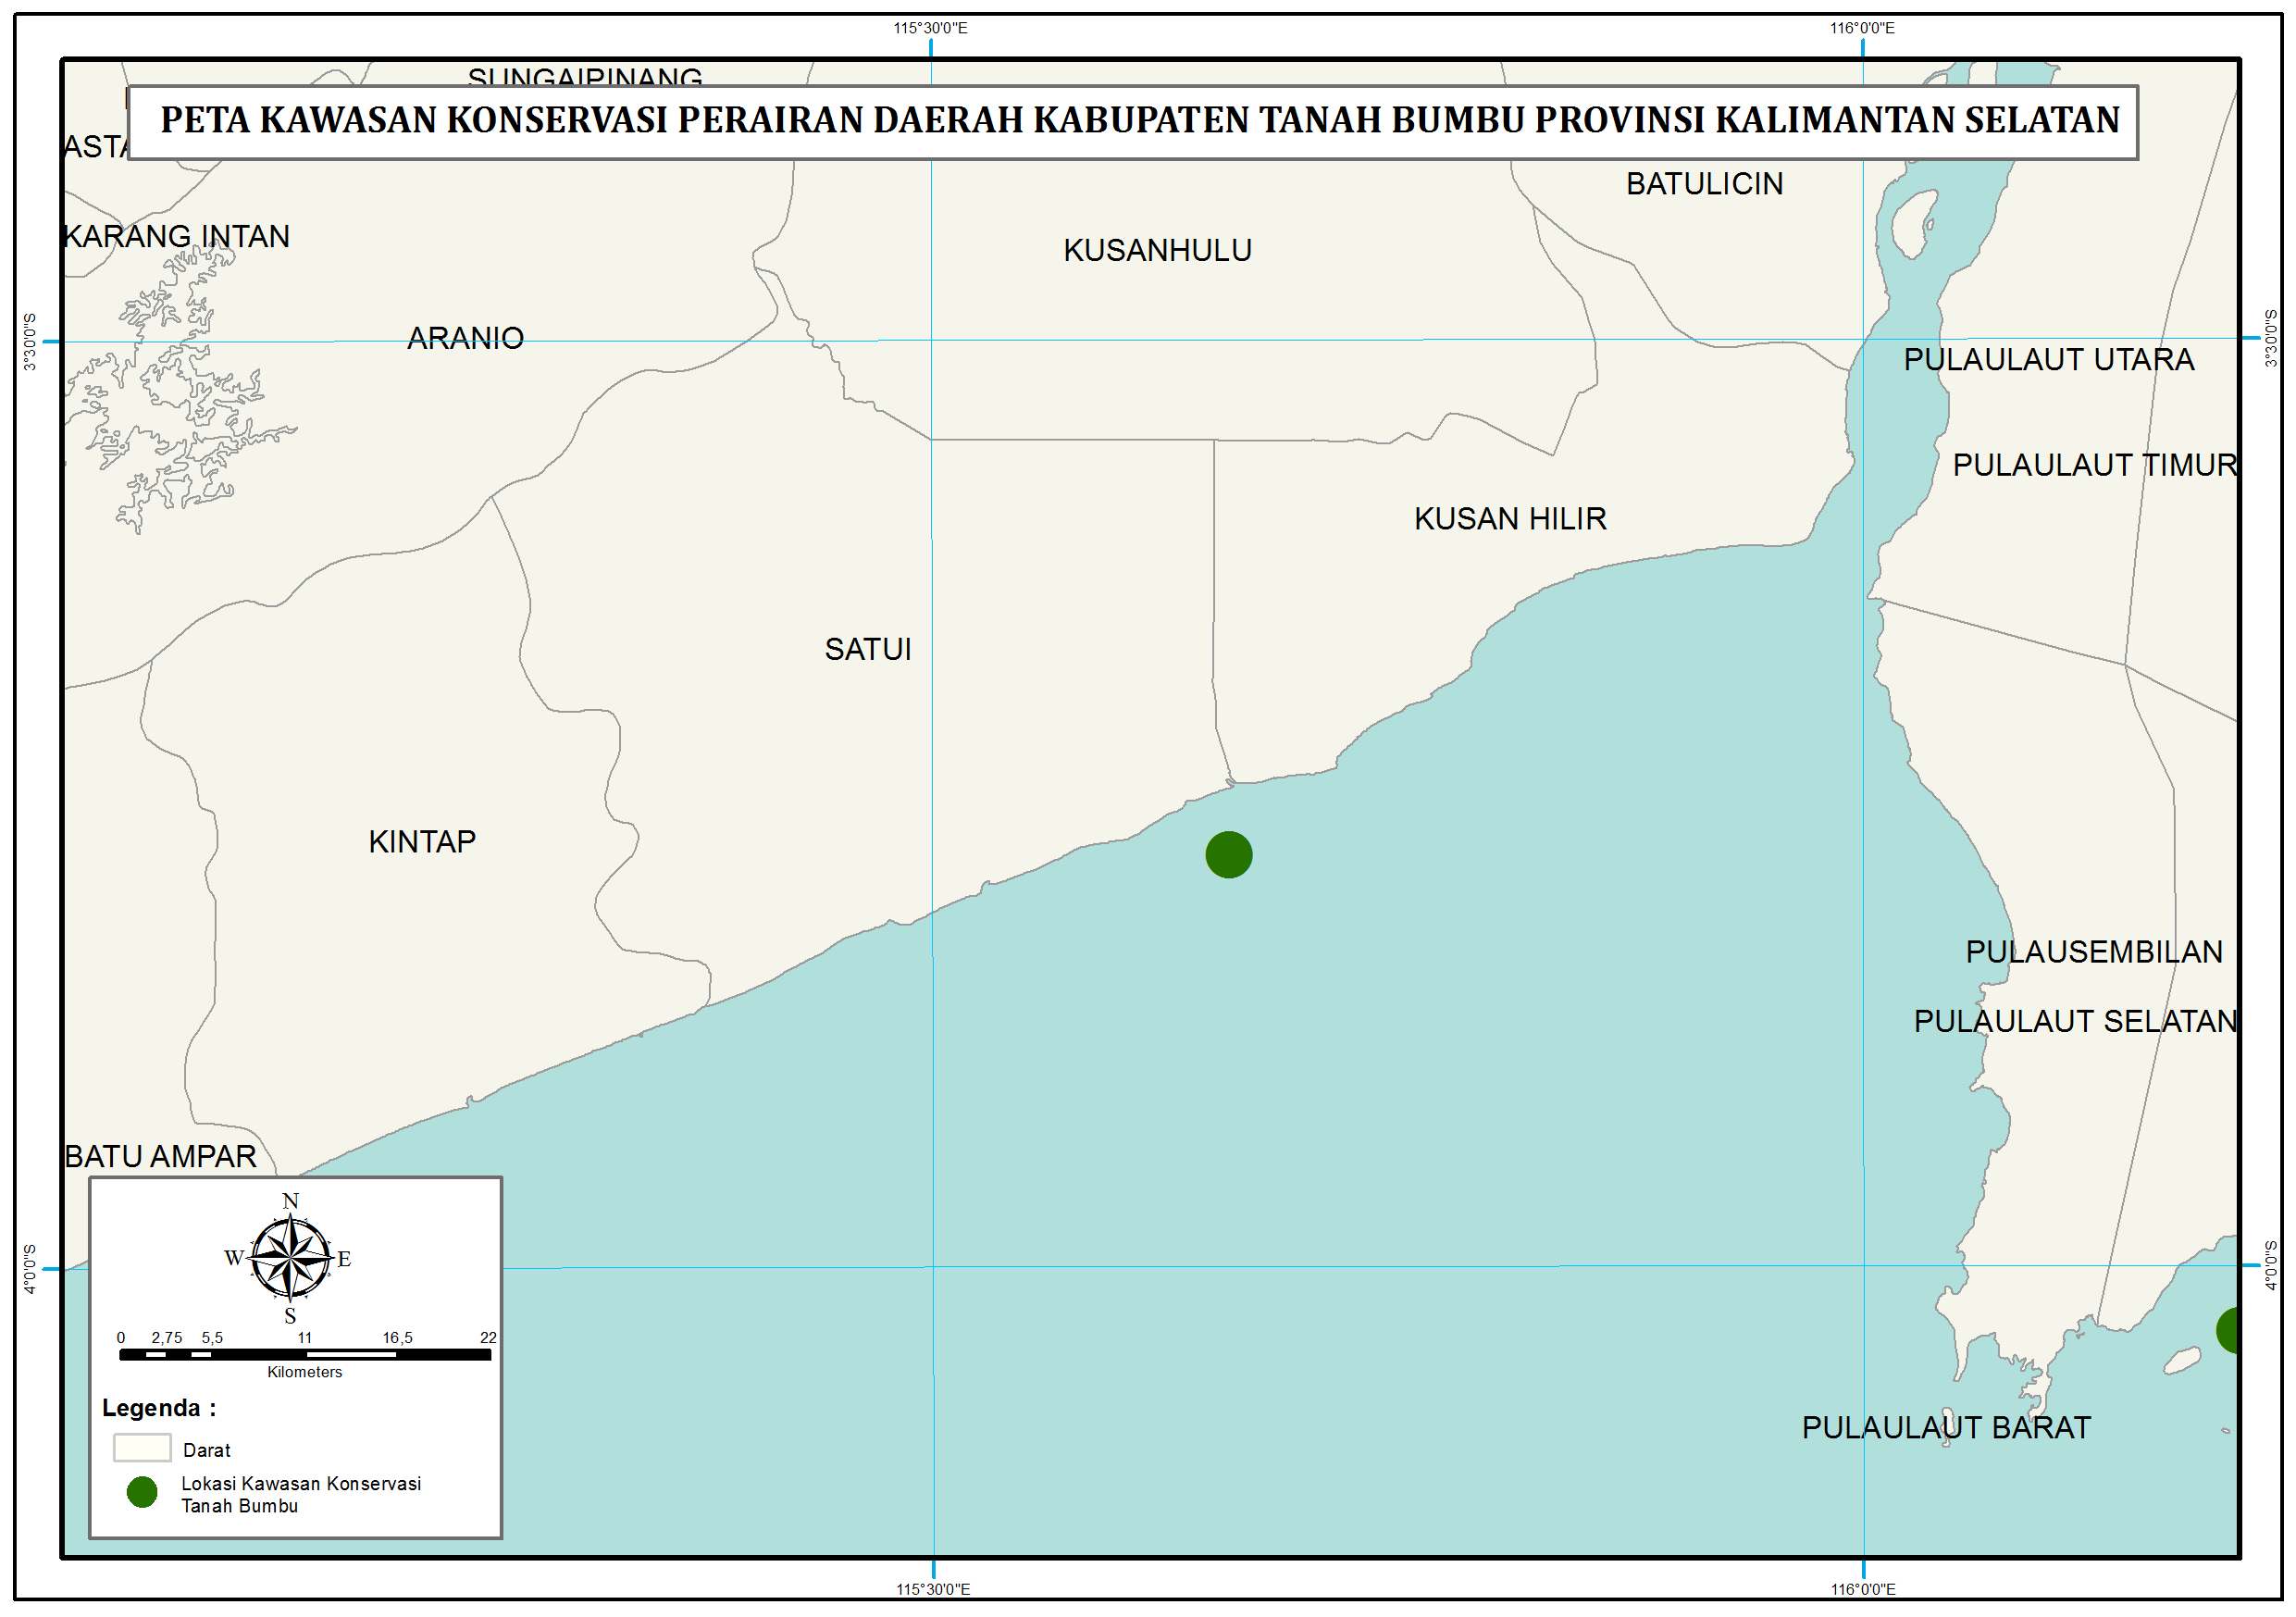 115°30'0"E
116°0'0"E
SUNGAIPINANG
PETA KAWASAN KONSERVASI PERAIRAN DAERAH KABUPATEN TANAH BUMBU PROVINSI KALIMANTAN SELATAN
ASTA
BATULICIN
KARANG INTAN
KUSANHULU
3°30'0"S
ARANIO
3°30'0"S
PULAULAUT UTARA
PULAULAUT TIMUR
KUSAN HILIR
SATUI
KINTAP
PULAUSEMBILAN
PULAULAUT SELATAN
BATU AMPAR
4°0'0"S
4°0'0"S
N
W
E
S
0 2,75 5,5 11 16,5 22
Kilometers
Legenda :
Darat
Lokasi Kawasan Konservasi
Tanah Bumbu
PULAULAUT BARAT
115°30'0"E
116°0'0"E